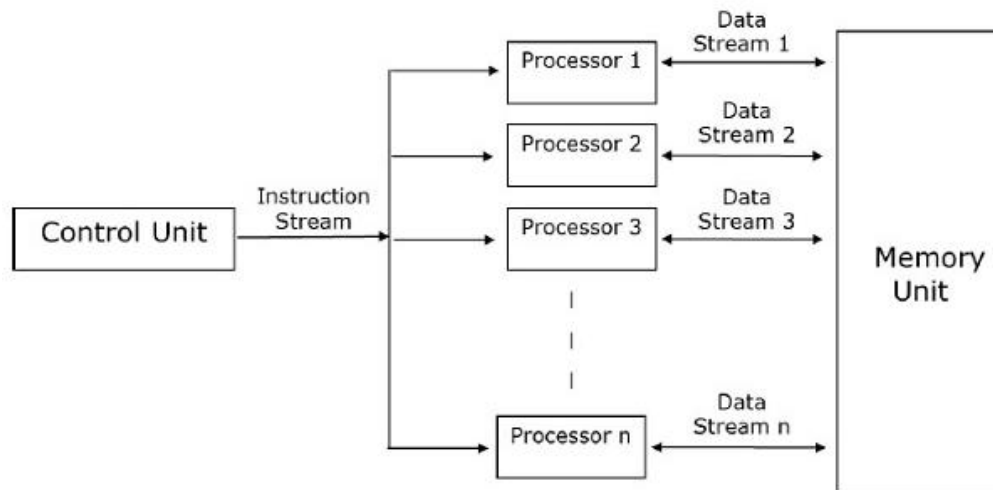 Control Unit
Instruction
Stream
Processor 1
Data
Stream 1
Processor 2
Data
Stream 2
Processor 3
Data
Stream 3
Processor n
Data
Stream n
Memory
Unit